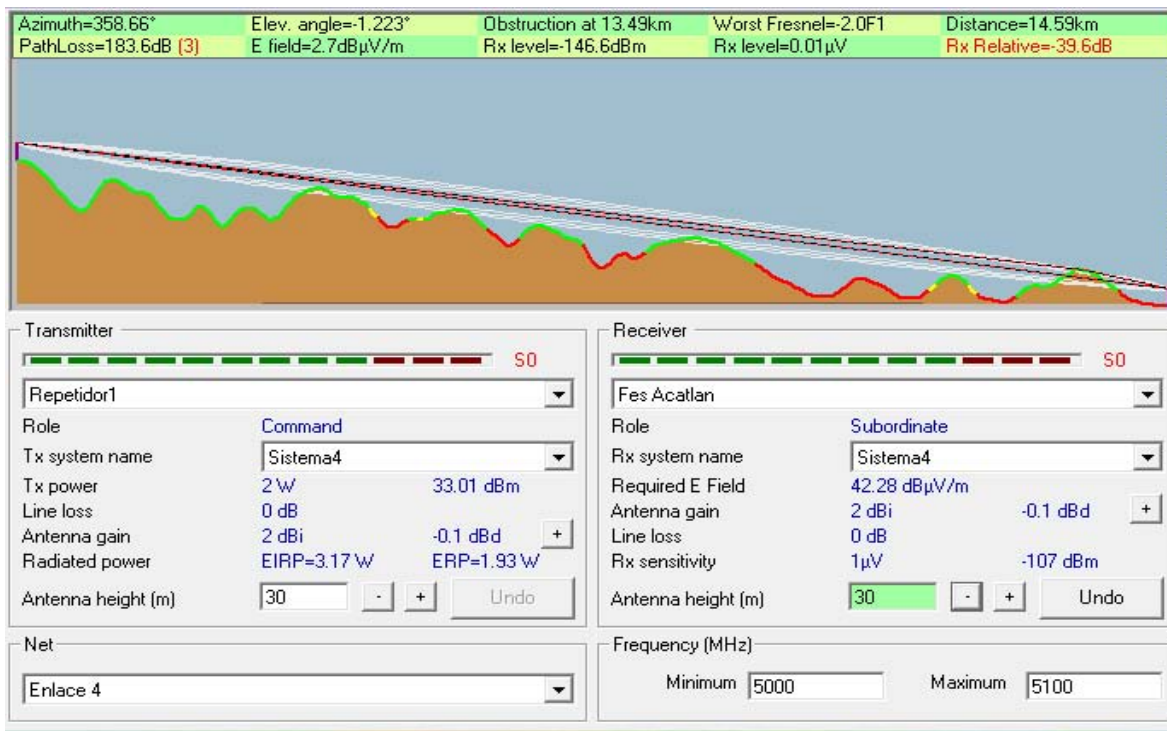 Azimuth=358.66° Elev. angle=-1.223° Obstruction at 13.49km Worst Fresnel=-2.0F1 Distance=14.59km
PathLoss=183.6dB (3) E field=2.7dBµV/m Rx level=-146.6dBm Rx level=0.01µV Rx Relative=-39.6dB
Transmitter
S0
Repetidor1
Role Command
Tx system name Sistema4
Tx power 2 W 33.01 dBm
Line loss 0 dB
Antenna gain 2 dBi -0.1 dBd +
Radiated power EIRP=3.17 W ERP=1.93 W
Antenna height (m) 30 - + Undo
Net
Enlace 4
Receiver
S0
Fes Acatlan
Role Subordinate
Rx system name Sistema4
Required E Field 42.28 dBµV/m
Antenna gain 2 dBi -0.1 dBd +
Line loss 0 dB
Rx sensitivity 1µV -107 dBm
Antenna height (m) 30 - + Undo
Frequency (MHz)
Minimum 5000 Maximum 5100